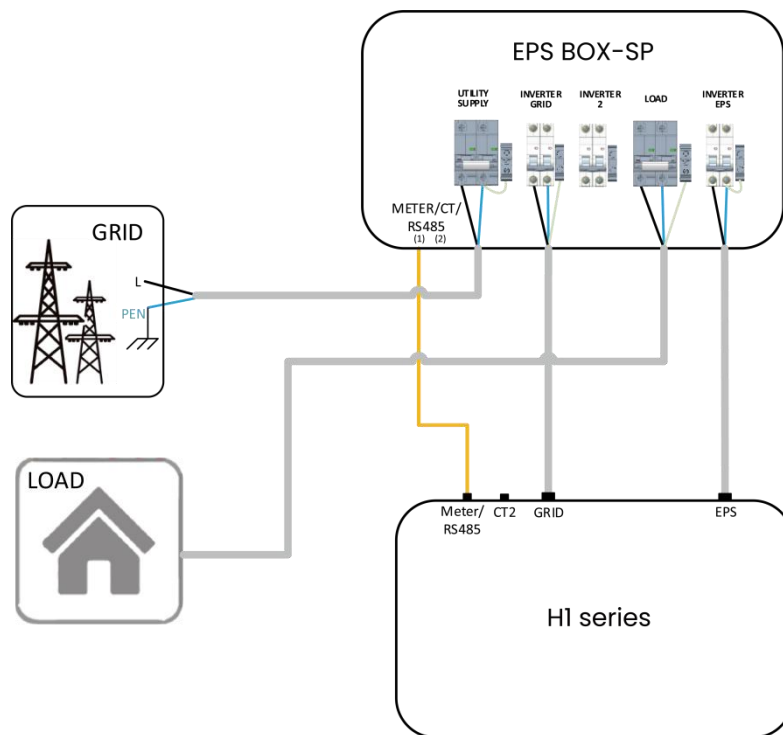 EPS BOX-SP
UTILITY
SUPPLY
INVERTER
GRID
INVERTER
2
LOAD
INVERTER
EPS
METER/CT/
RS485
(1) (2)
GRID
L
PEN
LOAD
Meter/
RS485
CT2
GRID
EPS
H1 series